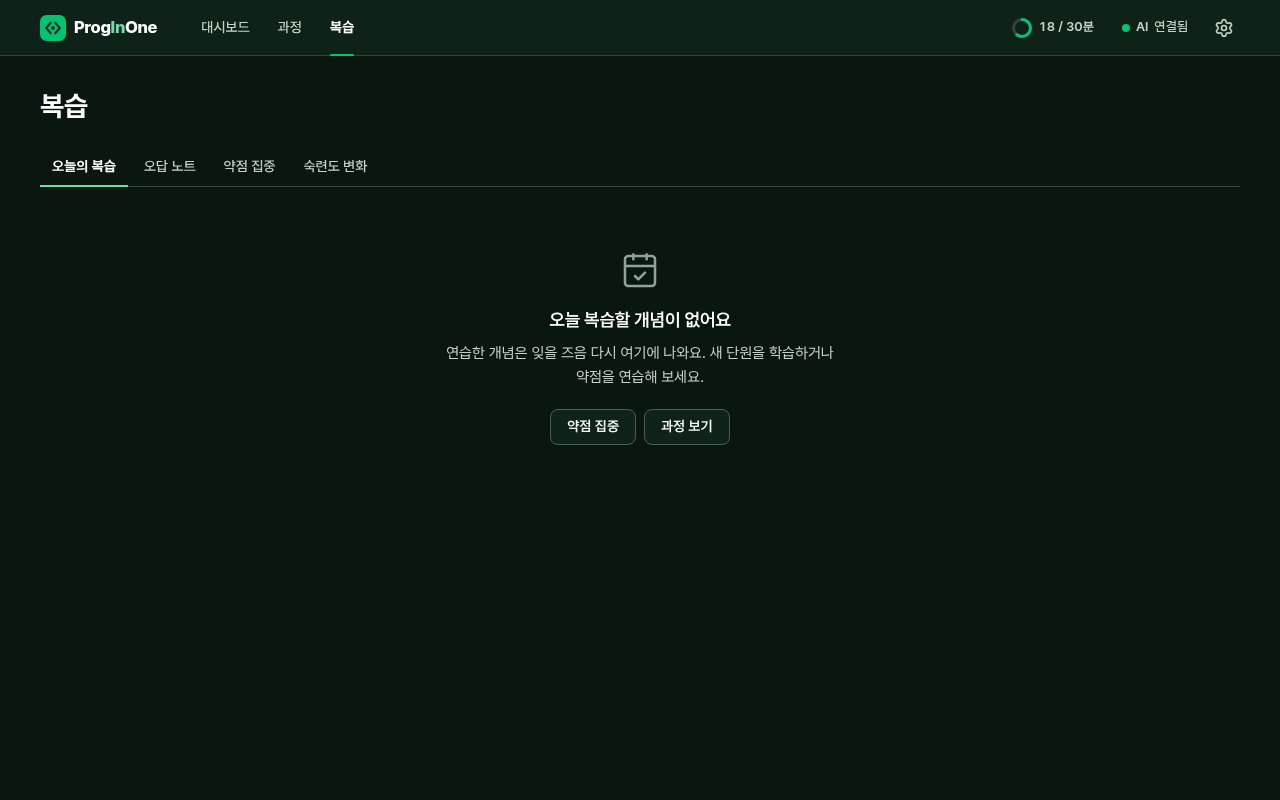 ProgInOne 대시보드 과정 복습 18 / 30분 AI 연결됨
복습
오늘의 복습 오답 노트 약점 집중 숙련도 변화
오늘 복습할 개념이 없어요
연습한 개념은 잊을 즈음 다시 여기에 나와요. 새 단원을 학습하거나
약점을 연습해 보세요.
약점 집중 과정 보기